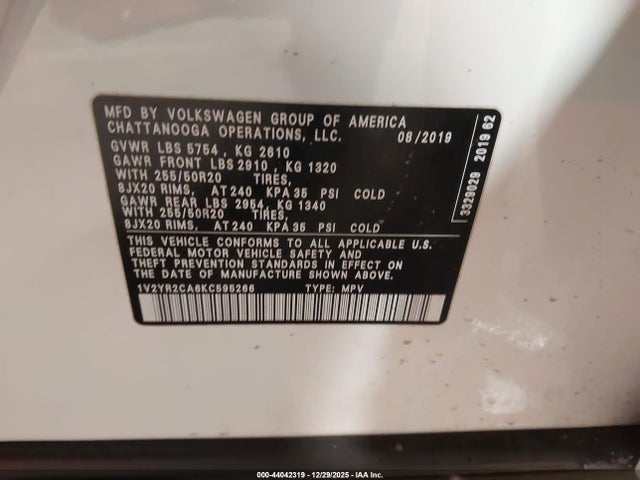 MFD BY VOLKSWAGEN GROUP OF AMERICA
CHATTANOOGA OPERATIONS, LLC. 08/2019
GVWR LBS 5754 , KG 2610
GAWR FRONT LBS 2910 , KG 1320
WITH 255/50R20 TIRES,
8JX20 RIMS, AT 240 KPA 35 PSI COLD
GAWR REAR LBS 2954, KG 1340
WITH 255/50R20 TIRES,
8JX20 RIMS, AT 240 KPA 35 PSI COLD
THIS VEHICLE CONFORMS TO ALL APPLICABLE U.S.
FEDERAL MOTOR VEHICLE SAFETY, BUMPER AND
THEFT PREVENTION STANDARDS IN EFFECT ON
DATE OF MANUFACTURE SHOWN ABOVE.
1V2YR2CA6KC595266 TYPE: MPV
3329029 2019 62
000-44042319 - 12/29/2025 - IAA Inc.